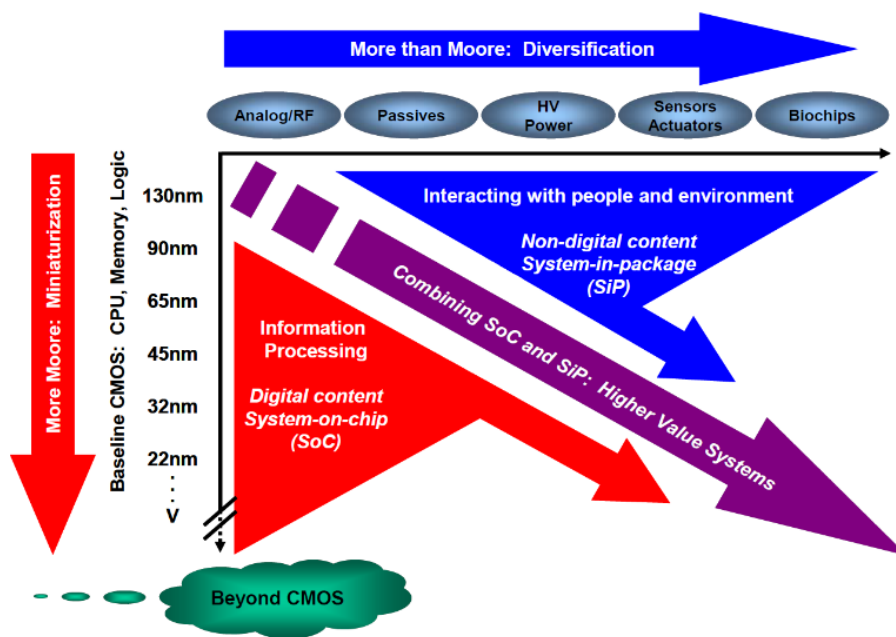 More than Moore: Diversification
Analog/RF
Passives
HV
Power
Sensors
Actuators
Biochips
More Moore: Miniaturization
Baseline CMOS: CPU, Memory, Logic
130nm
90nm
65nm
45nm
32nm
22nm
V
Interacting with people and environment
Non-digital content
System-in-package
(SiP)
Combining SoC and SiP: Higher Value Systems
Information
Processing
Digital content
System-on-chip
(SoC)
Beyond CMOS